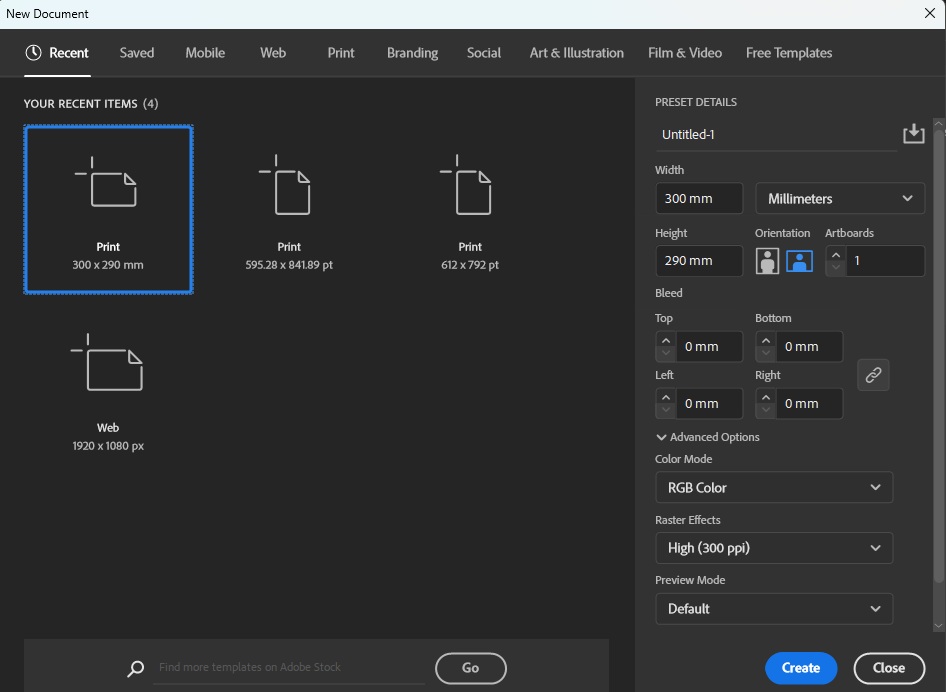 New Document
Recent Saved Mobile Web Print Branding Social Art & Illustration Film & Video Free Templates
YOUR RECENT ITEMS (4)
Print
300 x 290 mm
Print
595.28 x 841.89 pt
Print
612 x 792 pt
Web
1920 x 1080 px
Find more templates on Adobe Stock
Go
PRESET DETAILS
Untitled-1
Width
300 mm
Millimeters
Height Orientation Artboards
290 mm
1
Bleed
Top Bottom
0 mm 0 mm
Left Right
0 mm 0 mm
Advanced Options
Color Mode
RGB Color
Raster Effects
High (300 ppi)
Preview Mode
Default
Create Close